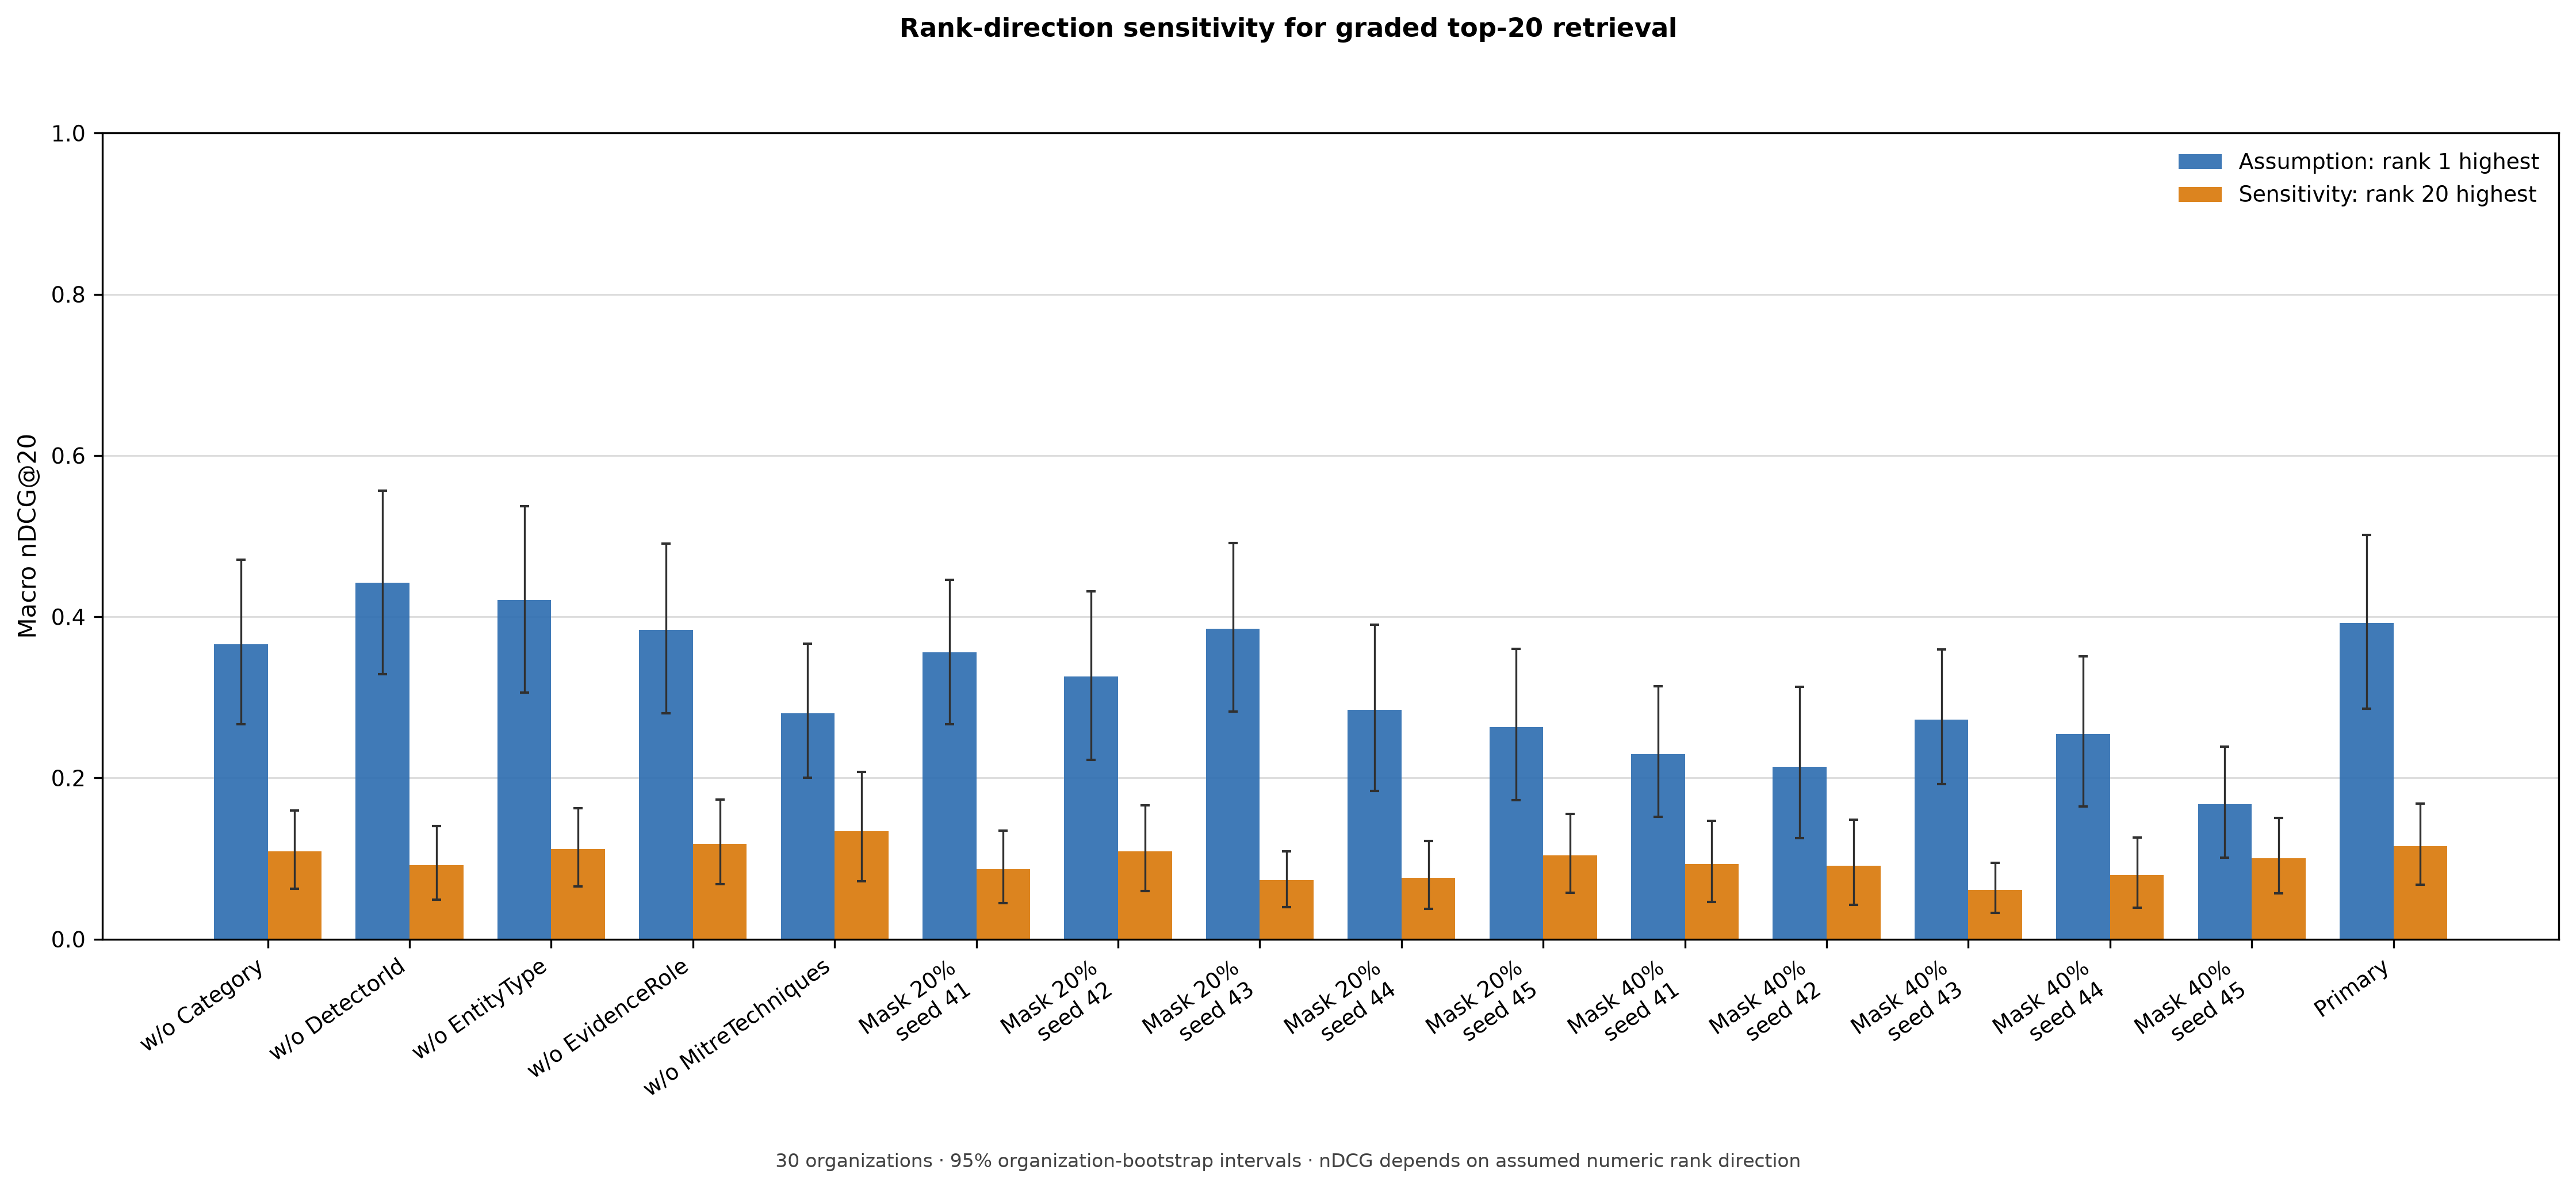 Rank-direction sensitivity for graded top-20 retrieval
Assumption: rank 1 highest
Sensitivity: rank 20 highest
Macro nDCG@20
1.0
0.8
0.6
0.4
0.2
0.0
w/o Category
w/o DetectorId
w/o EntityType
w/o EvidenceRole
w/o MitreTechniques
Mask 20%
seed 41
Mask 20%
seed 42
Mask 20%
seed 43
Mask 20%
seed 44
Mask 20%
seed 45
Mask 40%
seed 41
Mask 40%
seed 42
Mask 40%
seed 43
Mask 40%
seed 44
Mask 40%
seed 45
Primary
30 organizations · 95% organization-bootstrap intervals · nDCG depends on assumed numeric rank direction